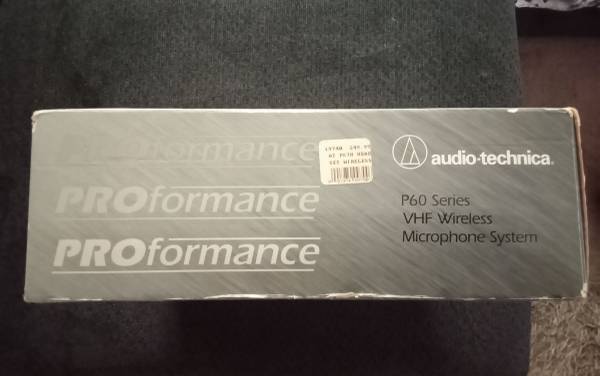 PROformance
audio-technica.
PROformance
P60 Series
VHF Wireless
Microphone System
PROformance